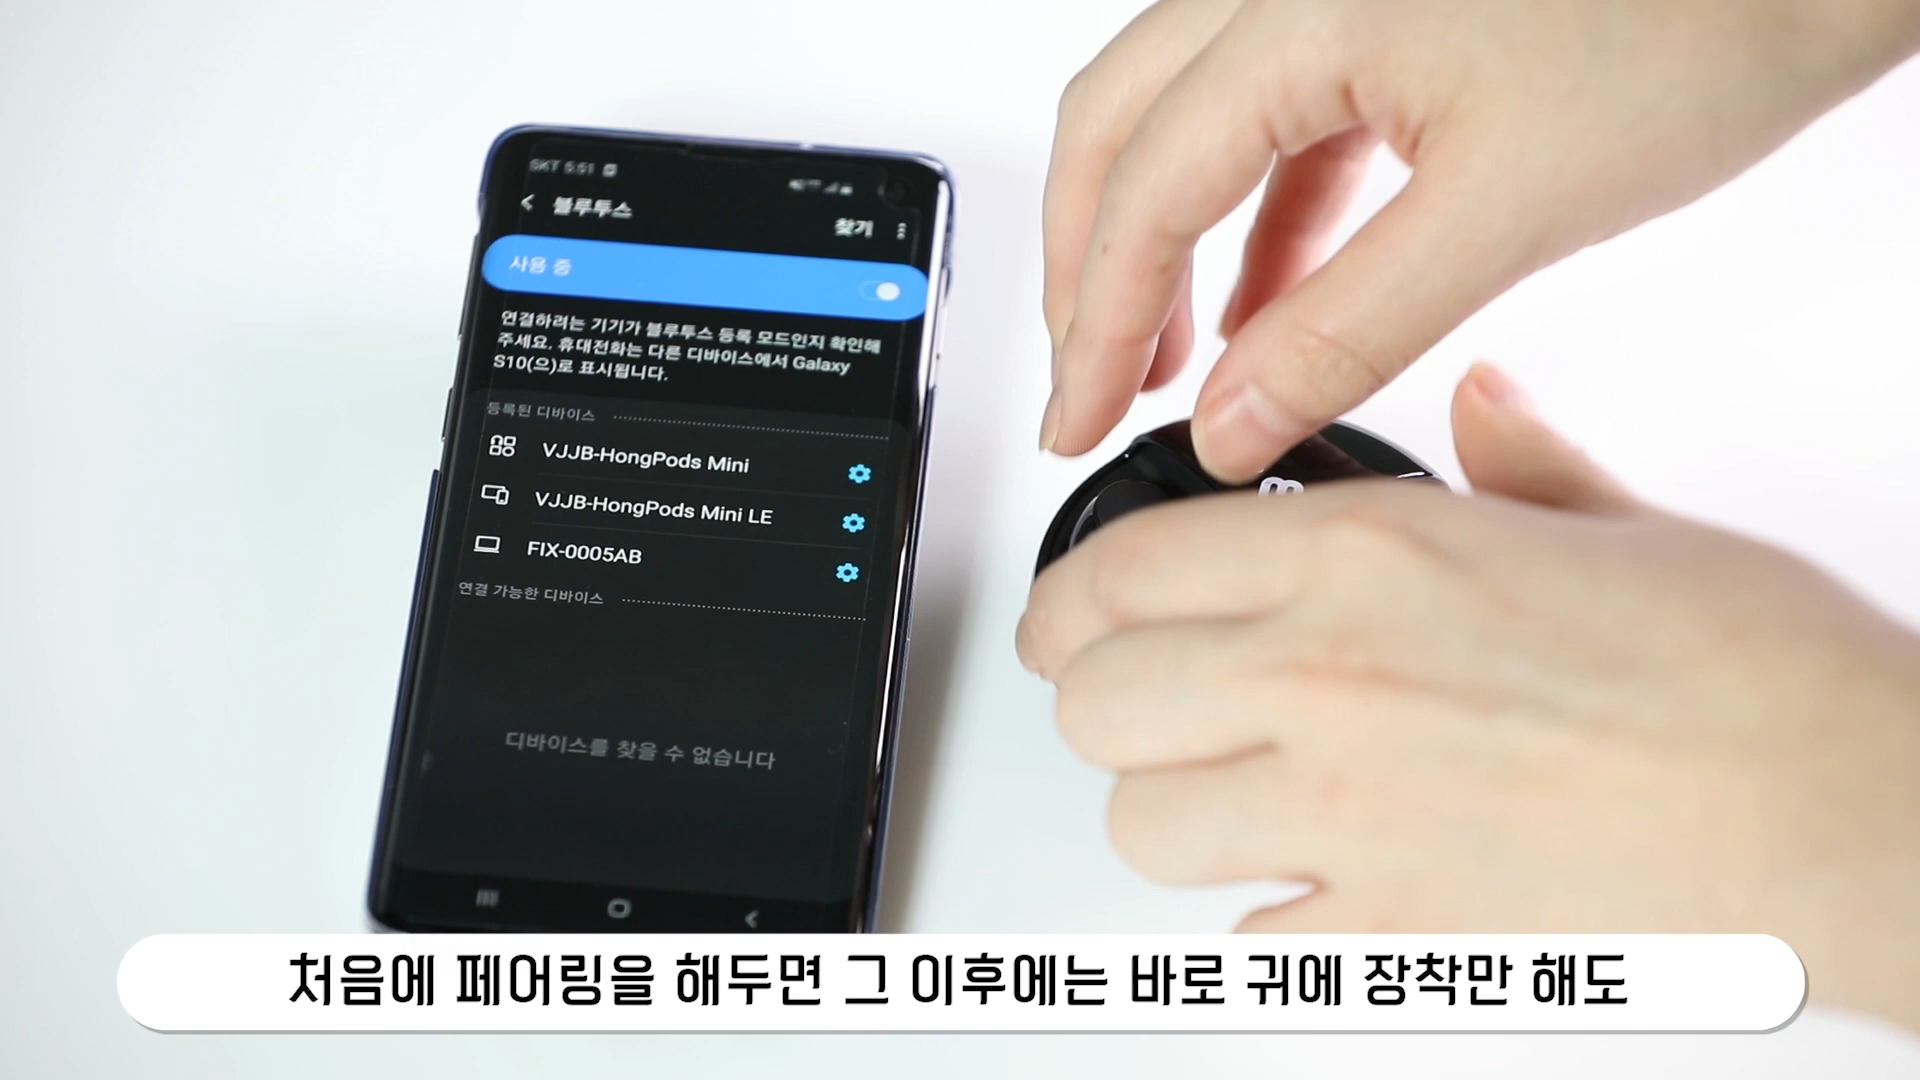 SKT 5:51
블루투스
찾기
사용 중
연결하려는 기기가 블루투스 등록 모드인지 확인해
주세요. 휴대전화는 다른 디바이스에서 Galaxy
S10(으)로 표시됩니다.
등록된 디바이스
VJJB-HongPods Mini
VJJB-HongPods Mini LE
FIX-0005AB
연결 가능한 디바이스
디바이스를 찾을 수 없습니다
m
처음에 페어링을 해두면 그 이후에는 바로 귀에 장착만 해도